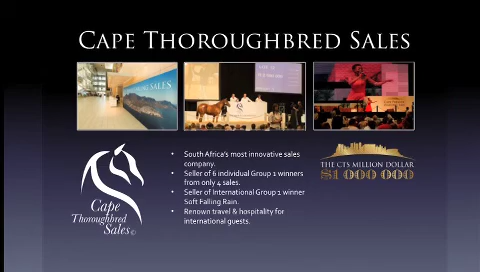 CAPE THOROUGHBRED SALES
SALES
• South Africa's most innovative sales
company.
• Seller of 6 individual Group 1 winners
from only 4 sales.
• Seller of International Group 1 winner
Soft Falling Rain.
• Renown travel & hospitality for
international guests.
Cape
Thoroughbred
Sales
THE CTS MILLION DOLLAR
$1 000 000